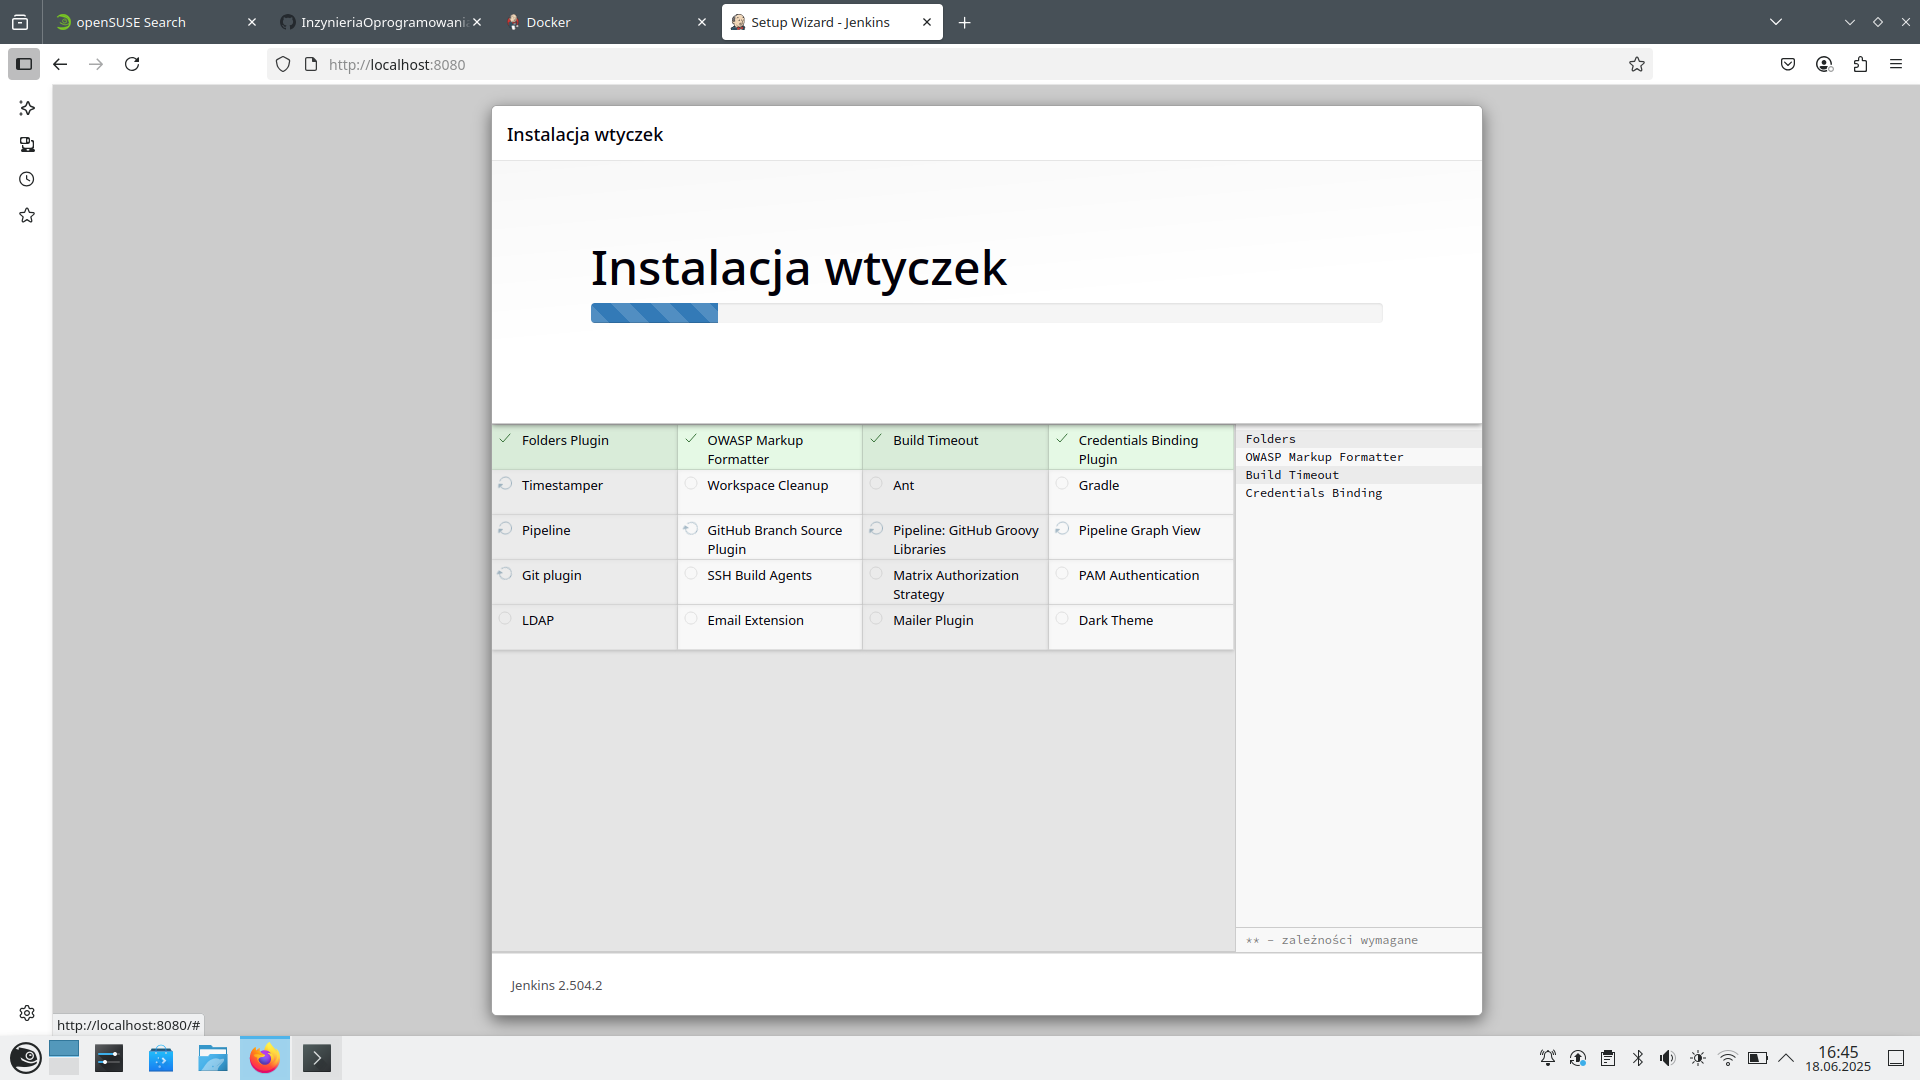 openSUSE Search
InzynieriaOprogramowani
Docker
Setup Wizard - Jenkins
http://localhost:8080
Instalacja wtyczek
Instalacja wtyczek
Folders Plugin
OWASP Markup
Formatter
Build Timeout
Credentials Binding
Plugin
Timestamper
Workspace Cleanup
Ant
Gradle
Pipeline
GitHub Branch Source
Plugin
Pipeline: GitHub Groovy
Libraries
Pipeline Graph View
Git plugin
SSH Build Agents
Matrix Authorization
Strategy
PAM Authentication
LDAP
Email Extension
Mailer Plugin
Dark Theme
Folders
OWASP Markup Formatter
Build Timeout
Credentials Binding
** - zależności wymagane
Jenkins 2.504.2
http://localhost:8080/#
16:45
18.06.2025